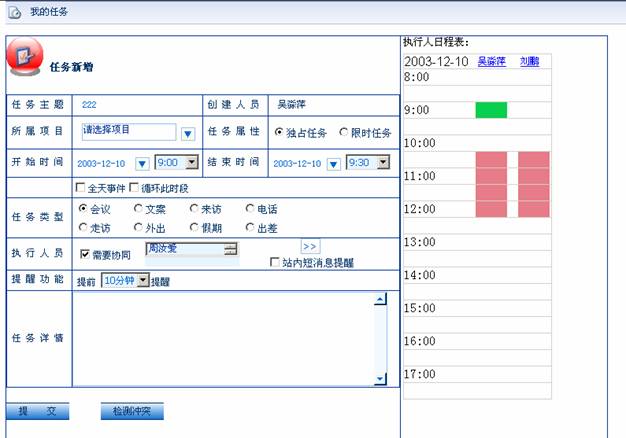 我的任务
任务新增
任务主题 222 创建人员 吴淼萍
所属项目 请选择项目 任务属性 独占任务 限时任务
开始时间 2003-12-10 9:00 结束时间 2003-12-10 9:30
全天事件 循环此时段
任务类型 会议 文案 来访 电话
走访 外出 假期 出差
执行人员 需要协同 周汝爱 >>
站内短消息提醒
提醒功能 提前 10分钟 提醒
任务详情
提 交 检测冲突
执行人日程表:
2003-12-10 吴淼萍 刘鹏
8:00
9:00
10:00
11:00
12:00
13:00
14:00
15:00
16:00
17:00